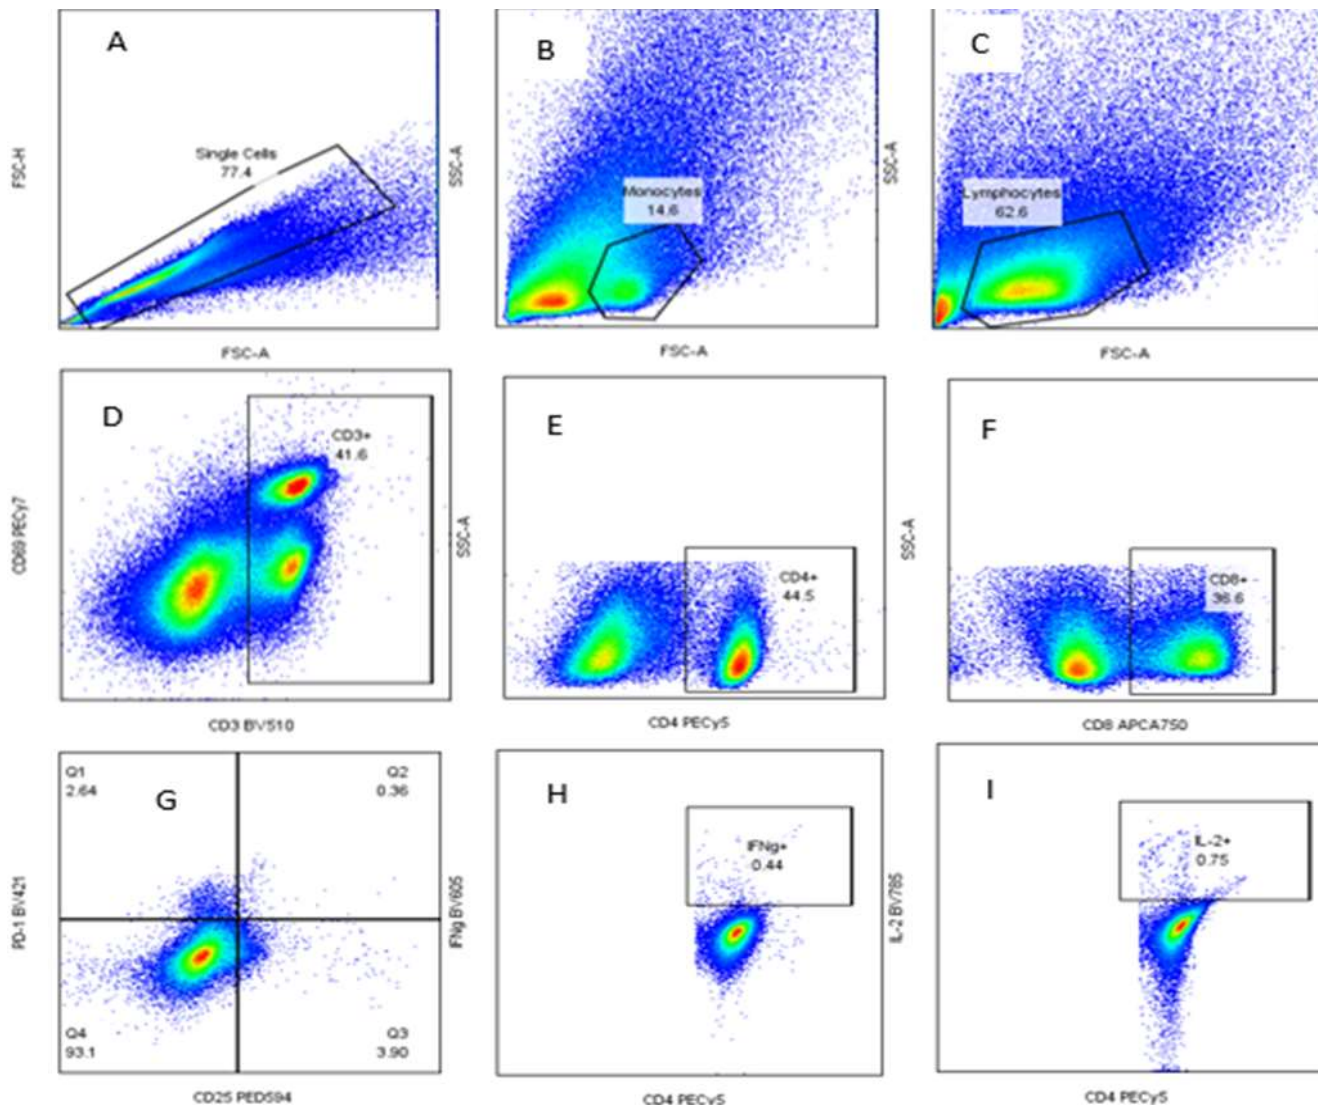 A
Single Cells
77.4
FSC-H
FSC-A
B
Monocytes
14.6
SSC-A
FSC-A
C
Lymphocytes
62.6
SSC-A
FSC-A
D
CD3+
41.6
CD69 PECy7
CD3 BV510
E
CD4+
44.5
SSC-A
CD4 PECy5
F
CD8+
36.6
SSC-A
CD8 APCA750
Q1
2.64
G
Q2
0.36
PD-1 BV421
Q4
93.1
Q3
3.90
CD25 PED594
H
IFNg+
0.44
IFNg BV605
CD4 PECy5
I
IL-2+
0.75
IL-2 BV785
CD4 PECy5